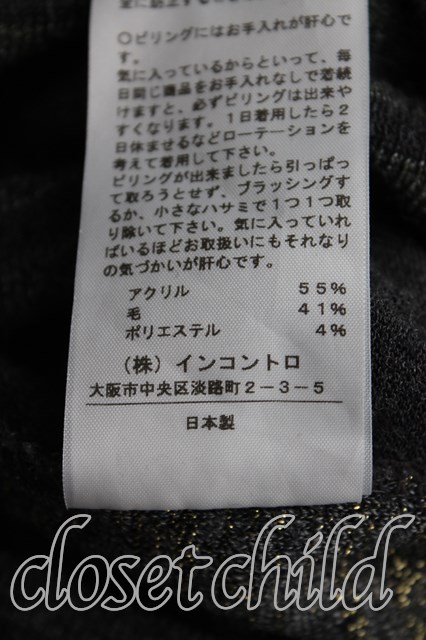 〇ピリングにはお手入れが肝心で
す。
気に入っているからといって、毎
日同じ商品をお手入れなしで着続
けますと、必ずピリングは出来や
すくなります。1日着用したら2
日休ませるなどローテーションを
考えて着用して下さい。
ピリングが出来ましたら引っぱっ
て取ろうとせず、ブラッシングす
るか、小さなハサミで1つ1つ取
り除いて下さい。気に入っていれ
ばいるほどお取扱いにもそれなり
の気づかいが肝心です。
アクリル 55%
毛 41%
ポリエステル 4%
(株)インコントロ
大阪市中央区淡路町2-3-5
日本製
closet child